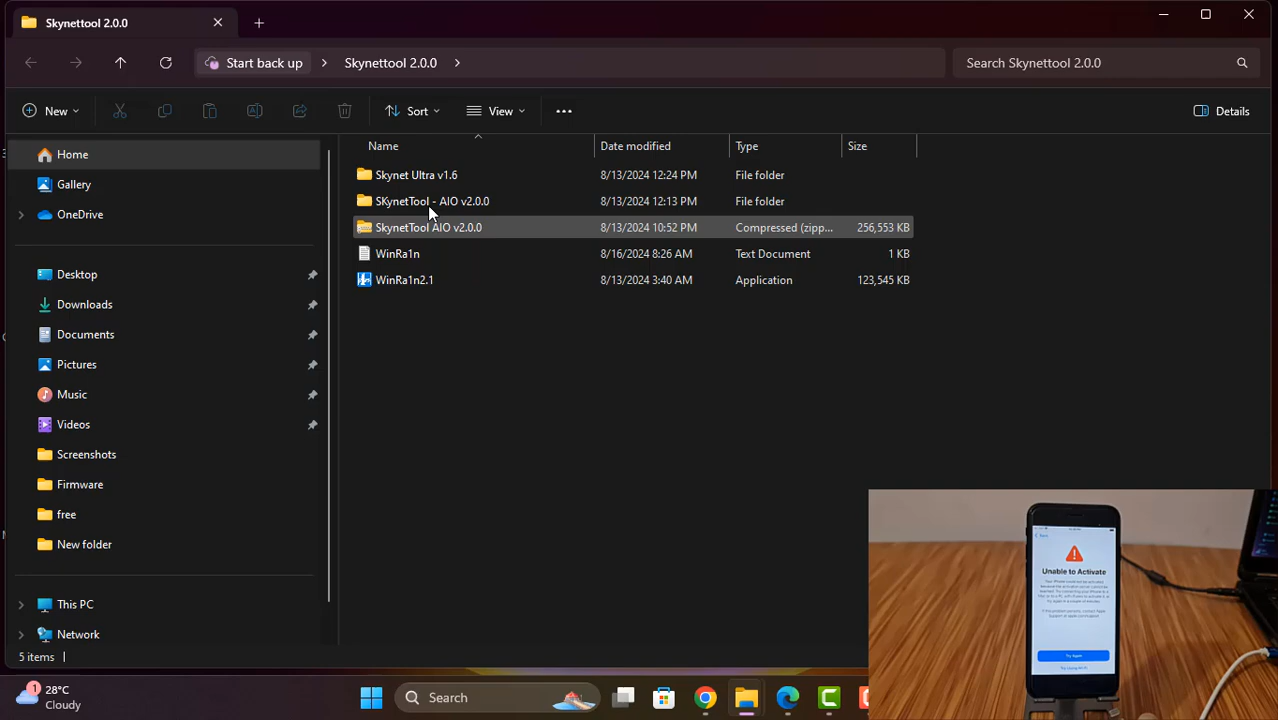 Skynettool 2.0.0
Start back up
Skynettool 2.0.0
Search Skynettool 2.0.0
New
Sort
View
Details
Name
Date modified
Type
Size
Home
Gallery
OneDrive
Desktop
Downloads
Documents
Pictures
Music
Videos
Screenshots
Firmware
free
New folder
This PC
Network
Skynet Ultra v1.6 8/13/2024 12:24 PM File folder
SKynetTool - AIO v2.0.0 8/13/2024 12:13 PM File folder
SkynetTool AIO v2.0.0 8/13/2024 10:52 PM Compressed (zipp... 256,553 KB
WinRa1n 8/16/2024 8:26 AM Text Document 1 KB
WinRa1n2.1 8/13/2024 3:40 AM Application 123,545 KB
5 items
Unable to Activate
Try Again
1
28°C
Cloudy
Search